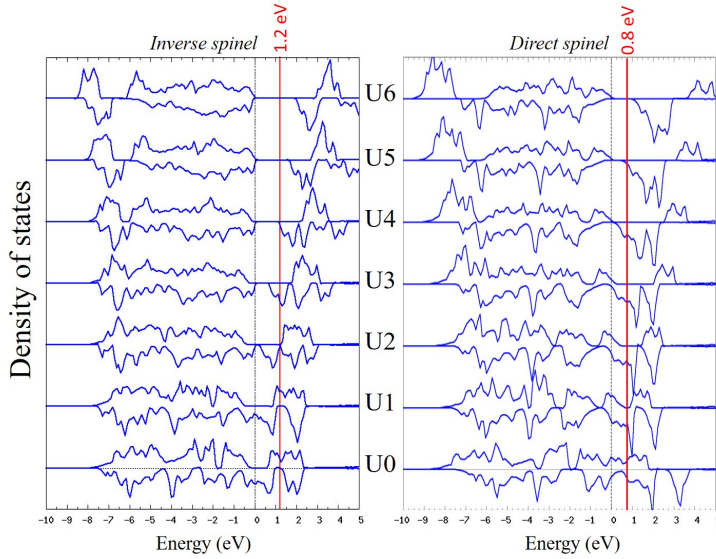 Inverse spinel
1.2 eV
Direct spinel
0.8 eV
Density of states
U6
U5
U4
U3
U2
U1
U0
−10 −9 −8 −7 −6 −5 −4 −3 −2 −1 0 1 2 3 4 5
−10 −9 −8 −7 −6 −5 −4 −3 −2 −1 0 1 2 3 4 5
Energy (eV)
Energy (eV)